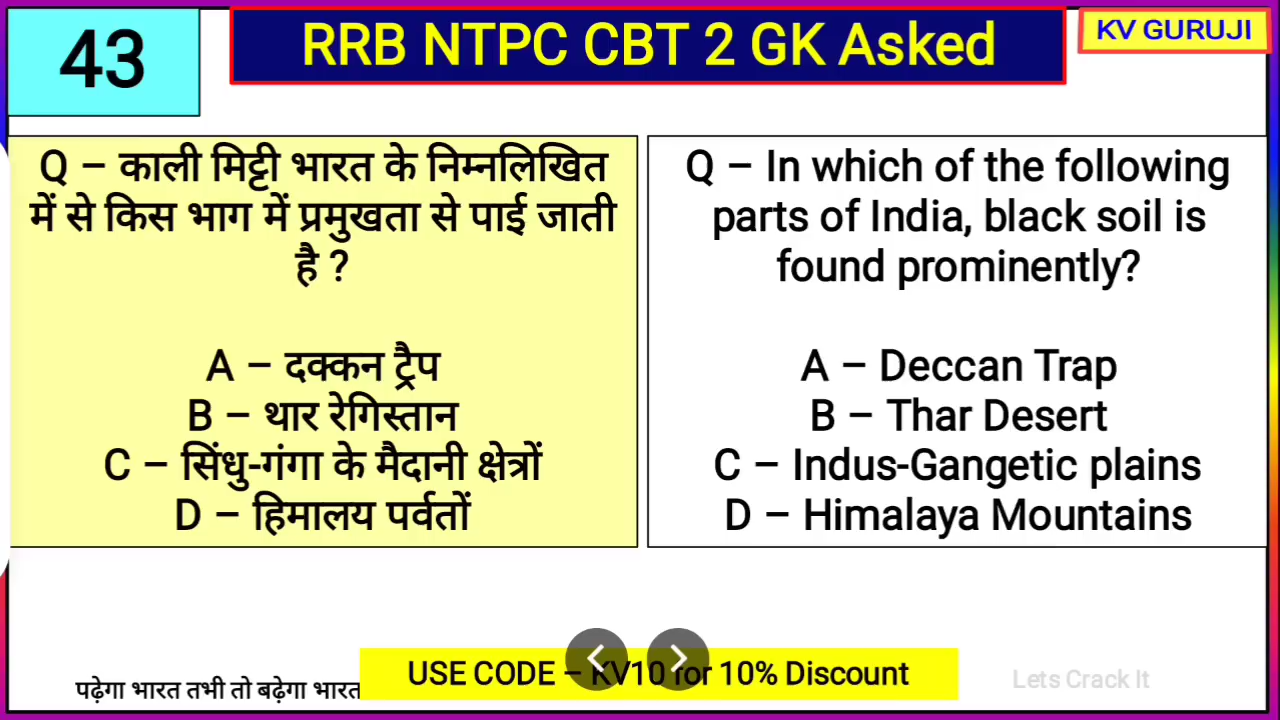 43
RRB NTPC CBT 2 GK Asked
KV GURUJI
Q – काली मिट्टी भारत के निम्नलिखित
में से किस भाग में प्रमुखता से पाई जाती
है ?
A – दक्कन ट्रैप
B – थार रेगिस्तान
C – सिंधु-गंगा के मैदानी क्षेत्रों
D – हिमालय पर्वतों
Q – In which of the following
parts of India, black soil is
found prominently?
A – Deccan Trap
B – Thar Desert
C – Indus-Gangetic plains
D – Himalaya Mountains
पढ़ेगा भारत तभी तो बढ़ेगा भारत
USE CODE – KV10 for 10% Discount
Lets Crack It